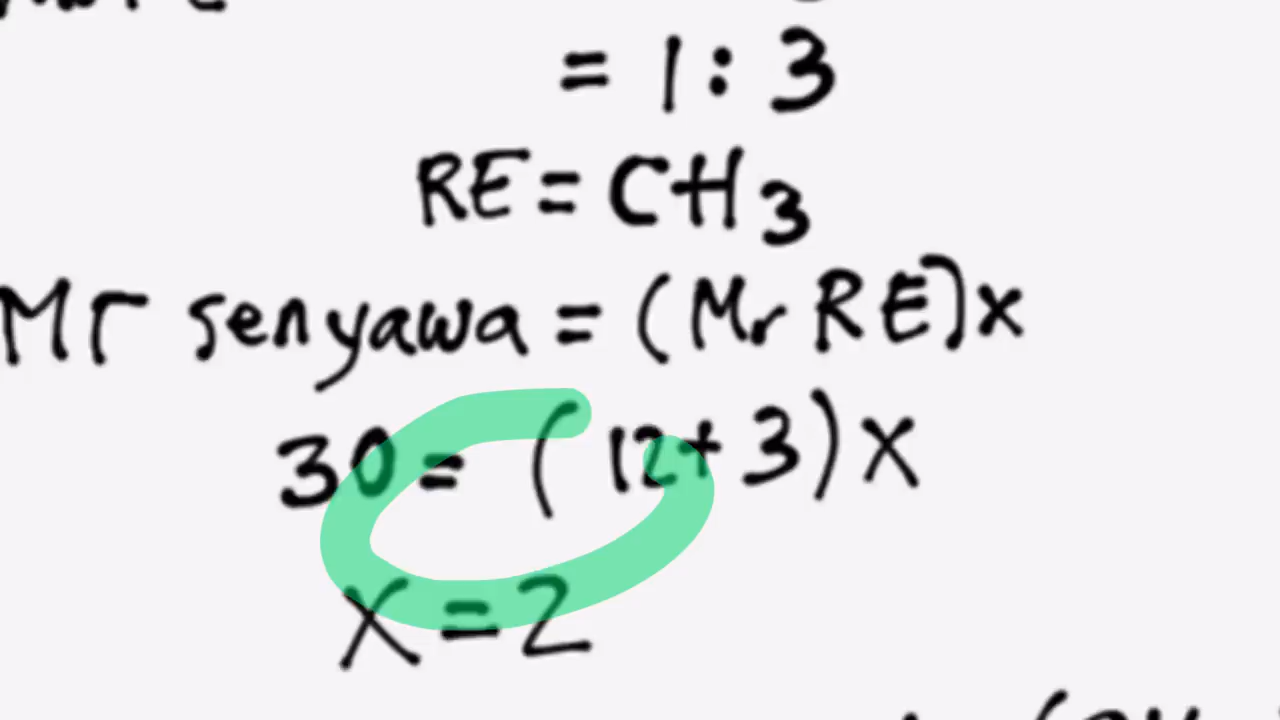 = 1 : 3
RE = CH3
Mr senyawa = (Mr RE)x
30 = (12+3)x
x = 2